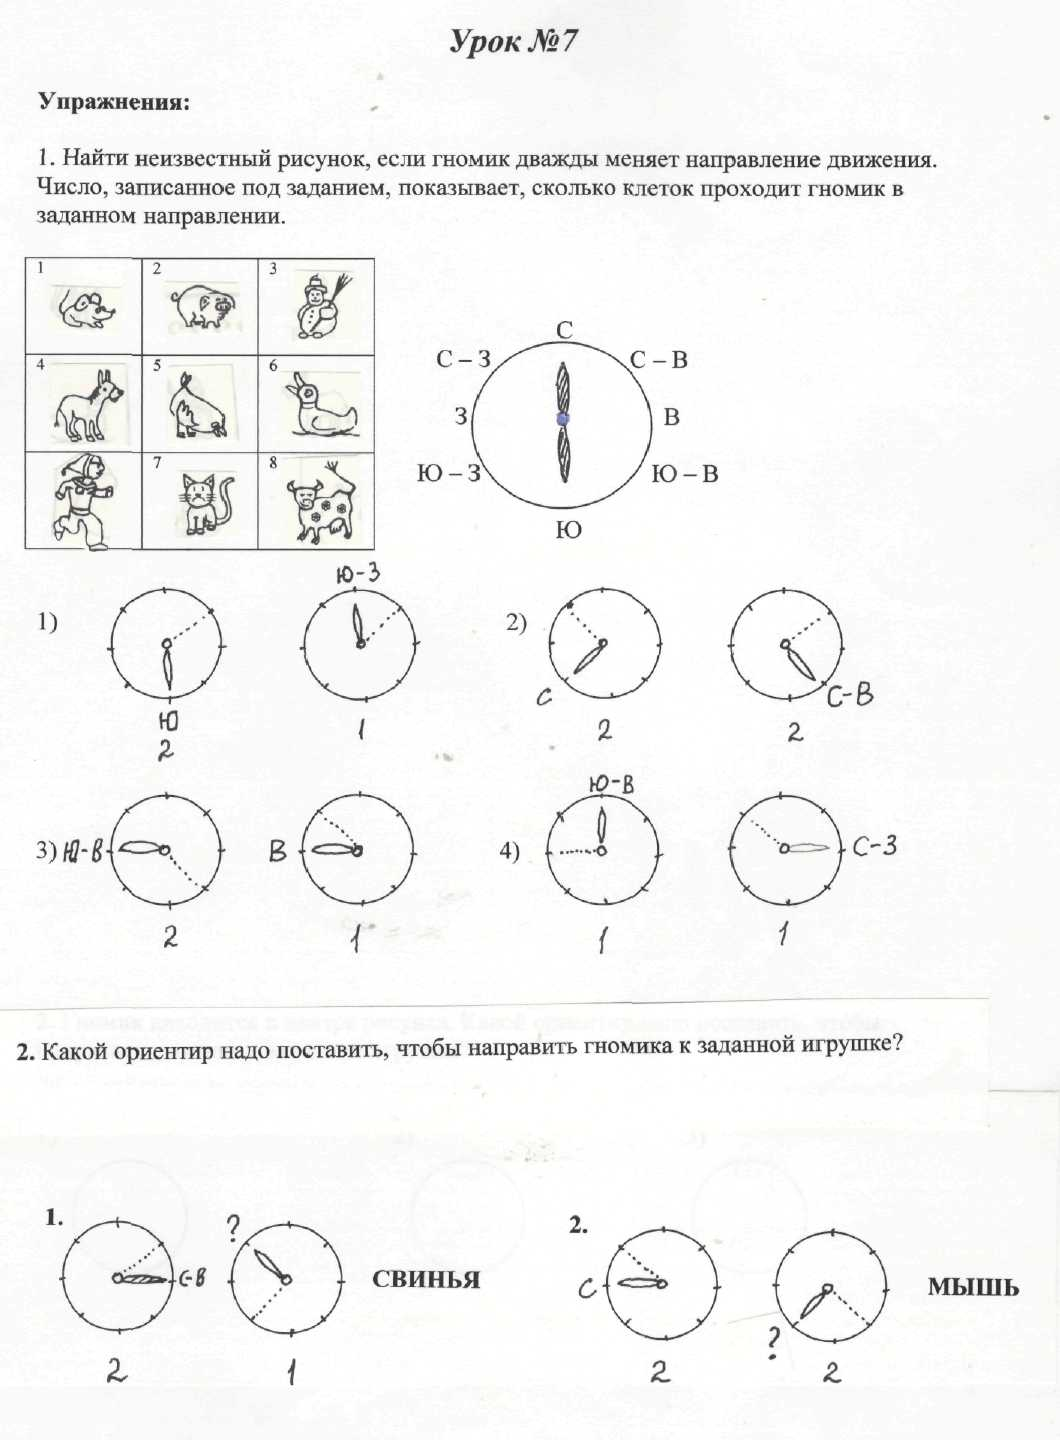 Урок №7
Упражнения:
1. Найти неизвестный рисунок, если гномик дважды меняет направление движения.
Число, записанное под заданием, показывает, сколько клеток проходит гномик в
заданном направлении.
1 2 3
4 5 6
7 8
С
С – З С – В
З В
Ю – З Ю – В
Ю
Ю-З
1) 2)
С С-В
Ю
2 1 2 2
Ю-В
3) Ю-В В 4) С-З
2 1 1 1
2. Какой ориентир надо поставить, чтобы направить гномика к заданной игрушке?
1. ? 2.
С-В СВИНЬЯ С МЫШЬ
?
2 1 2 2